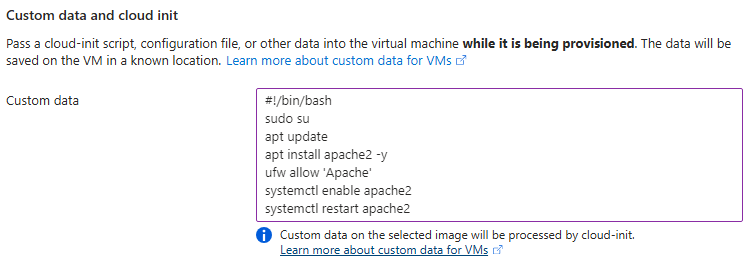 Custom data and cloud init
Pass a cloud-init script, configuration file, or other data into the virtual machine while it is being provisioned. The data will be
saved on the VM in a known location. Learn more about custom data for VMs
Custom data
#!/bin/bash
sudo su
apt update
apt install apache2 -y
ufw allow 'Apache'
systemctl enable apache2
systemctl restart apache2
Custom data on the selected image will be processed by cloud-init.
Learn more about custom data for VMs